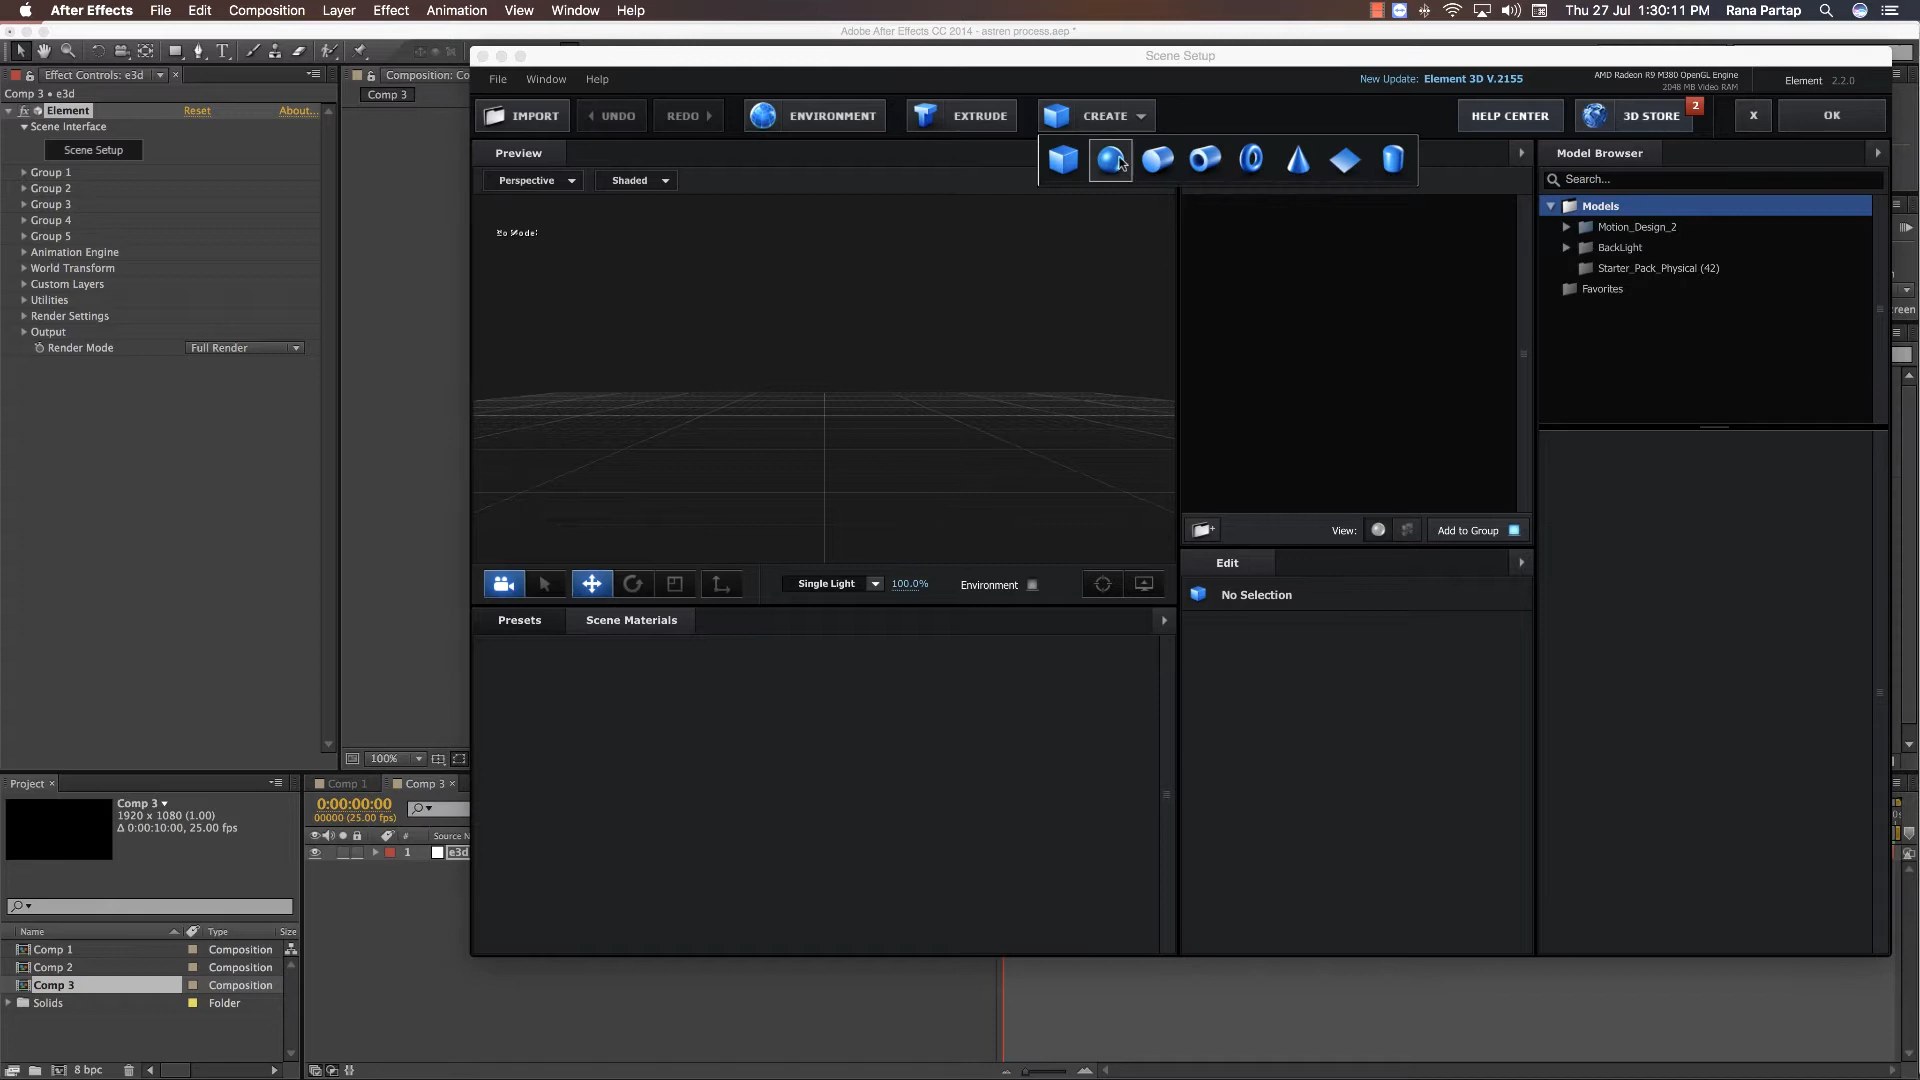 After Effects File Edit Composition Layer Effect Animation View Window Help Thu 27 Jul 1:30:11 PM Rana Partap
Adobe After Effects CC 2014 - astren process.aep *
Effect Controls: e3d
Composition: Co
Scene Setup
Comp 3 • e3d
Comp 3
fx Element Reset About...
Scene Interface
Scene Setup
Group 1
Group 2
Group 3
Group 4
Group 5
Animation Engine
World Transform
Custom Layers
Utilities
Render Settings
Output
Render Mode Full Render
File Window Help
New Update: Element 3D V.2155
AMD Radeon R9 M380 OpenGL Engine
2048 MB Video RAM
Element 2.2.0
IMPORT UNDO REDO ENVIRONMENT EXTRUDE CREATE HELP CENTER 3D STORE 2 X OK
Preview
Perspective Shaded
Model Browser
Search...
Models
Motion_Design_2
BackLight
Starter_Pack_Physical (42)
Favorites
reen
View: Add to Group
Edit
No Selection
Single Light 100.0% Environment
Presets Scene Materials
100%
Project
Comp 3
1920 x 1080 (1.00)
Δ 0:00:10:00, 25.00 fps
Comp 1 Comp 3
0:00:00:00
00000 (25.00 fps)
# Source N
1 e3d
Name Type Size
Comp 1 Composition
Comp 2 Composition
Comp 3 Composition
Solids Folder
8 bpc